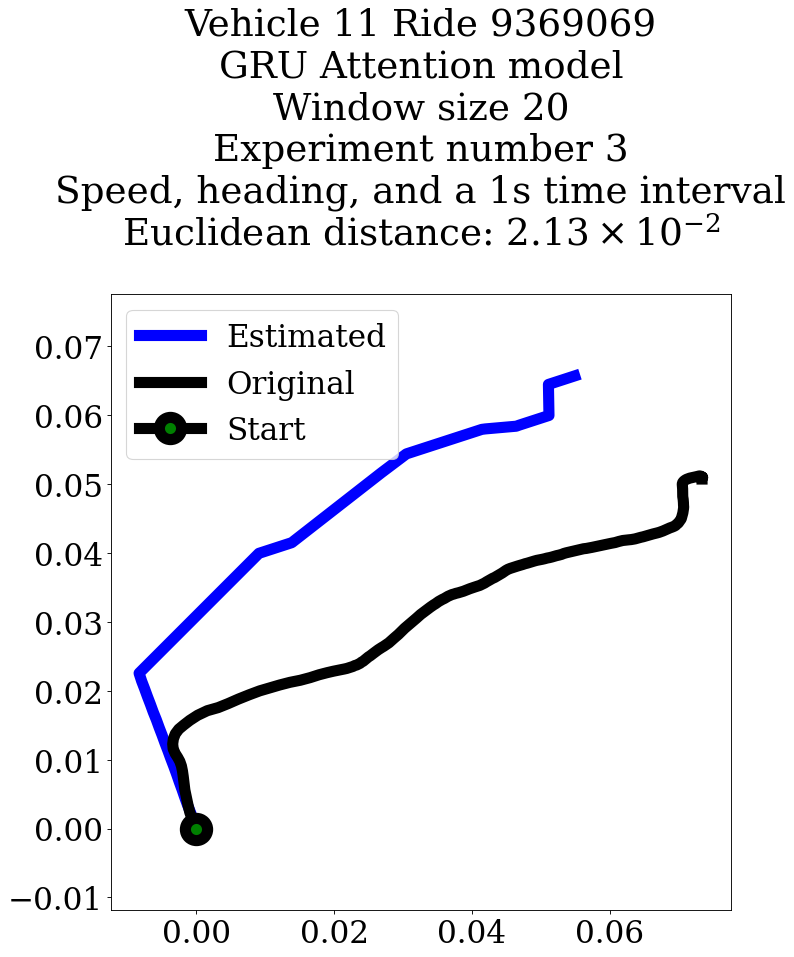 Vehicle 11 Ride 9369069
GRU Attention model
Window size 20
Experiment number 3
Speed, heading, and a 1s time interval
Euclidean distance: 2.13 × 10⁻²
Estimated
Original
Start
0.07
0.06
0.05
0.04
0.03
0.02
0.01
0.00
−0.01
0.00 0.02 0.04 0.06